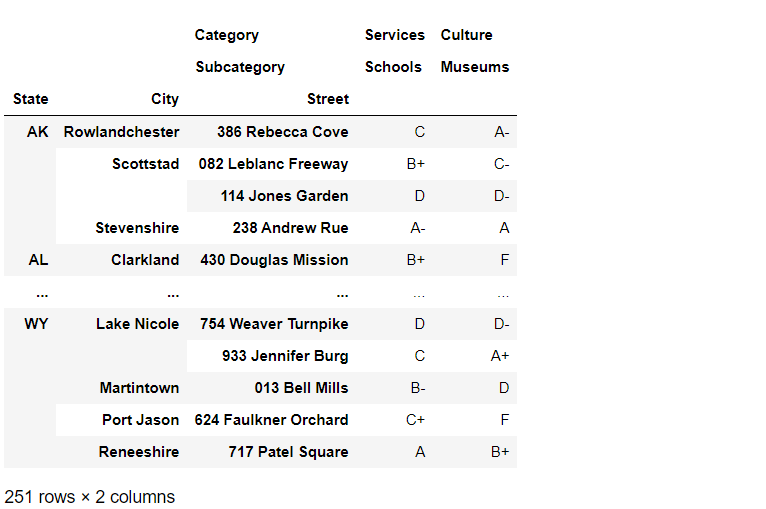 Category Services Culture
Subcategory Schools Museums
State City Street
AK Rowlandchester 386 Rebecca Cove C A-
Scottstad 082 Leblanc Freeway B+ C-
114 Jones Garden D D-
Stevenshire 238 Andrew Rue A- A
AL Clarkland 430 Douglas Mission B+ F
... ... ... ... ...
WY Lake Nicole 754 Weaver Turnpike D D-
933 Jennifer Burg C A+
Martintown 013 Bell Mills B- D
Port Jason 624 Faulkner Orchard C+ F
Reneeshire 717 Patel Square A B+
251 rows × 2 columns